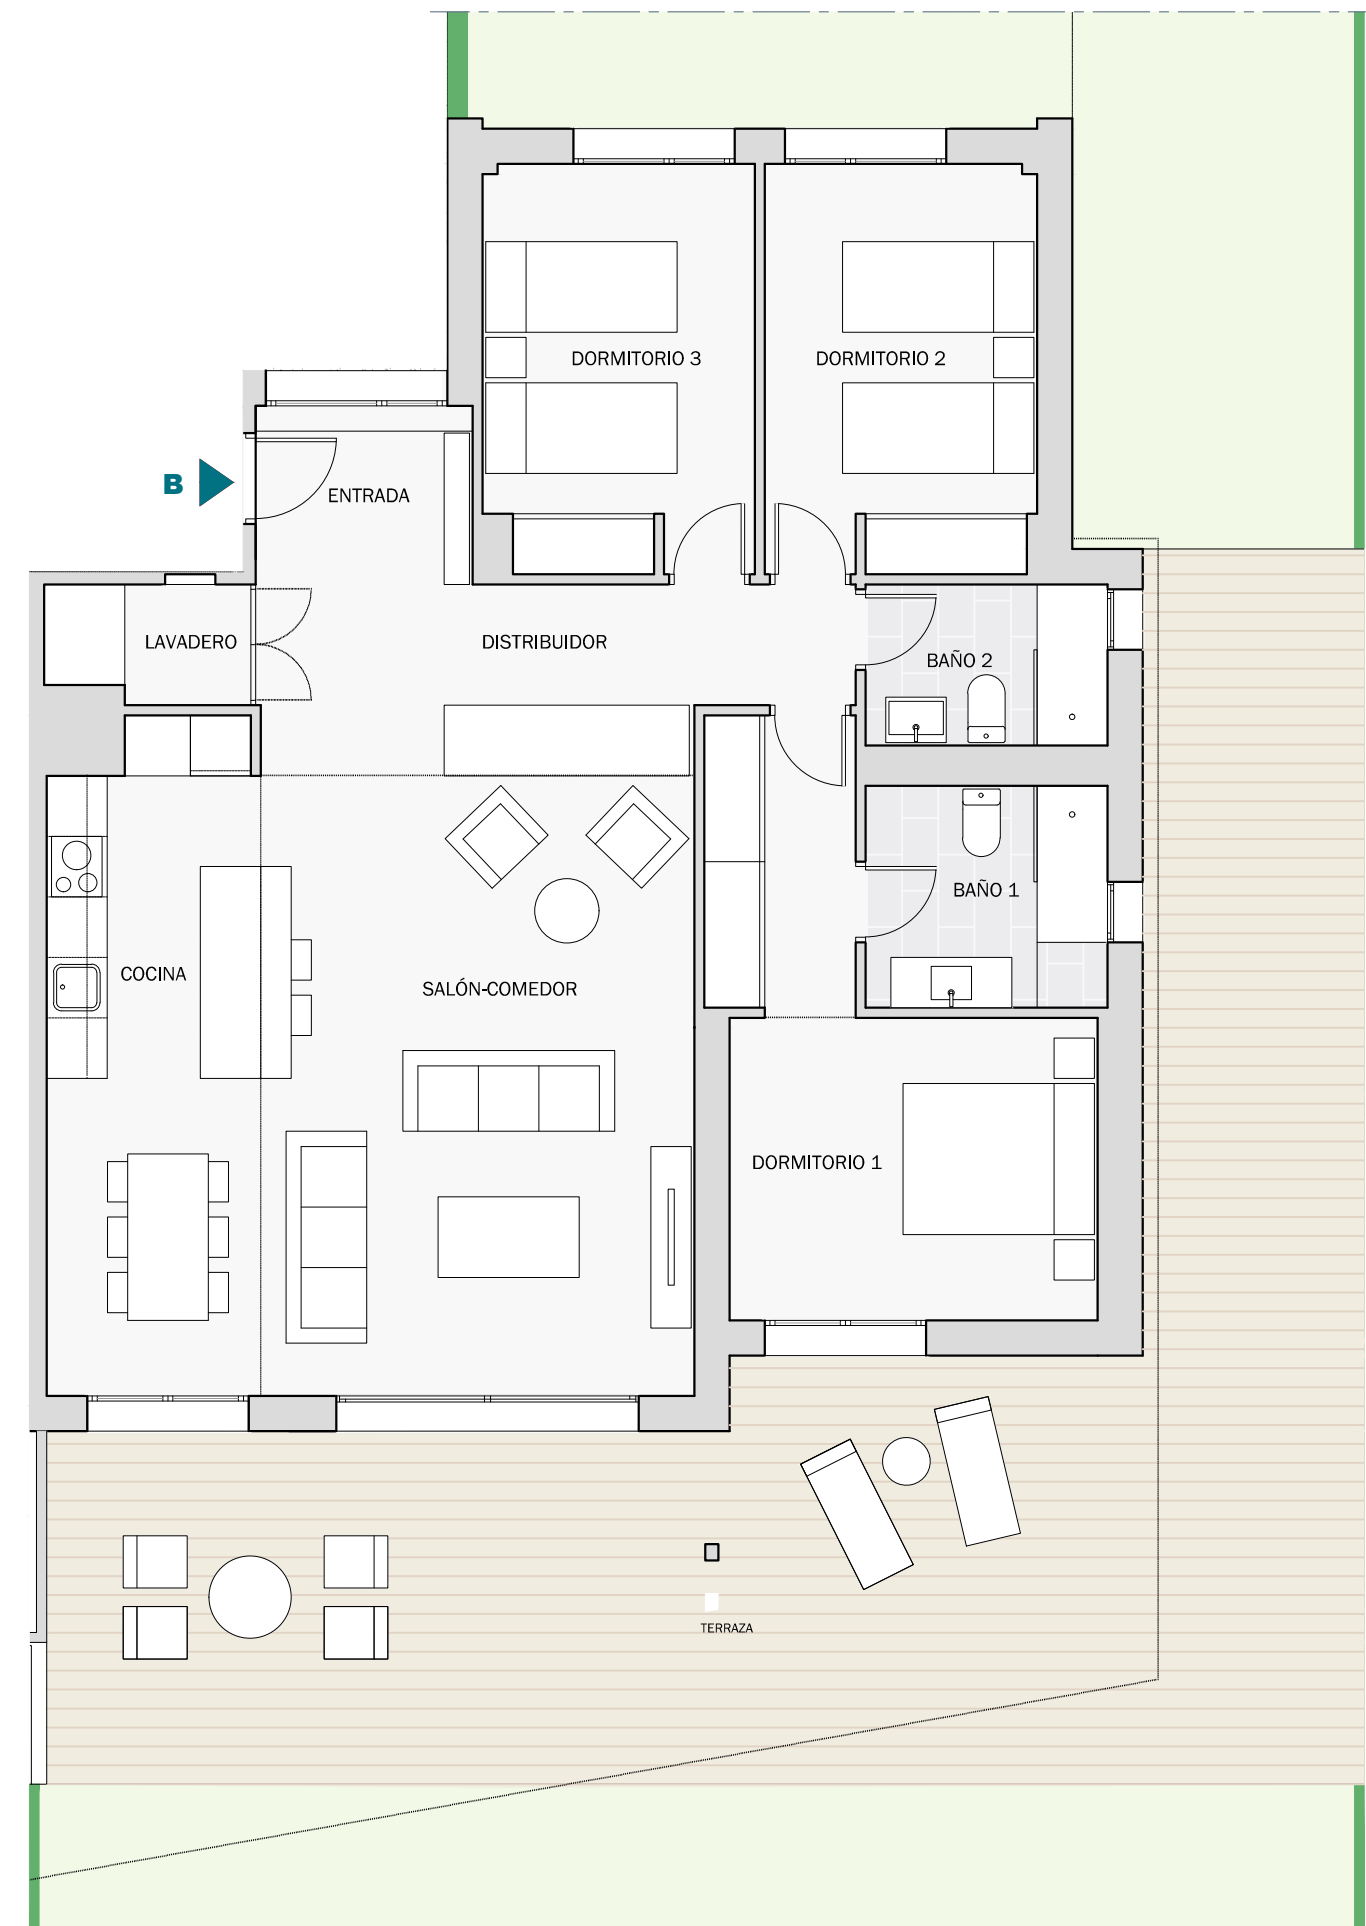 DORMITORIO 3
DORMITORIO 2
B
ENTRADA
LAVADERO
DISTRIBUIDOR
BAÑO 2
BAÑO 1
COCINA
SALÓN-COMEDOR
DORMITORIO 1
TERRAZA